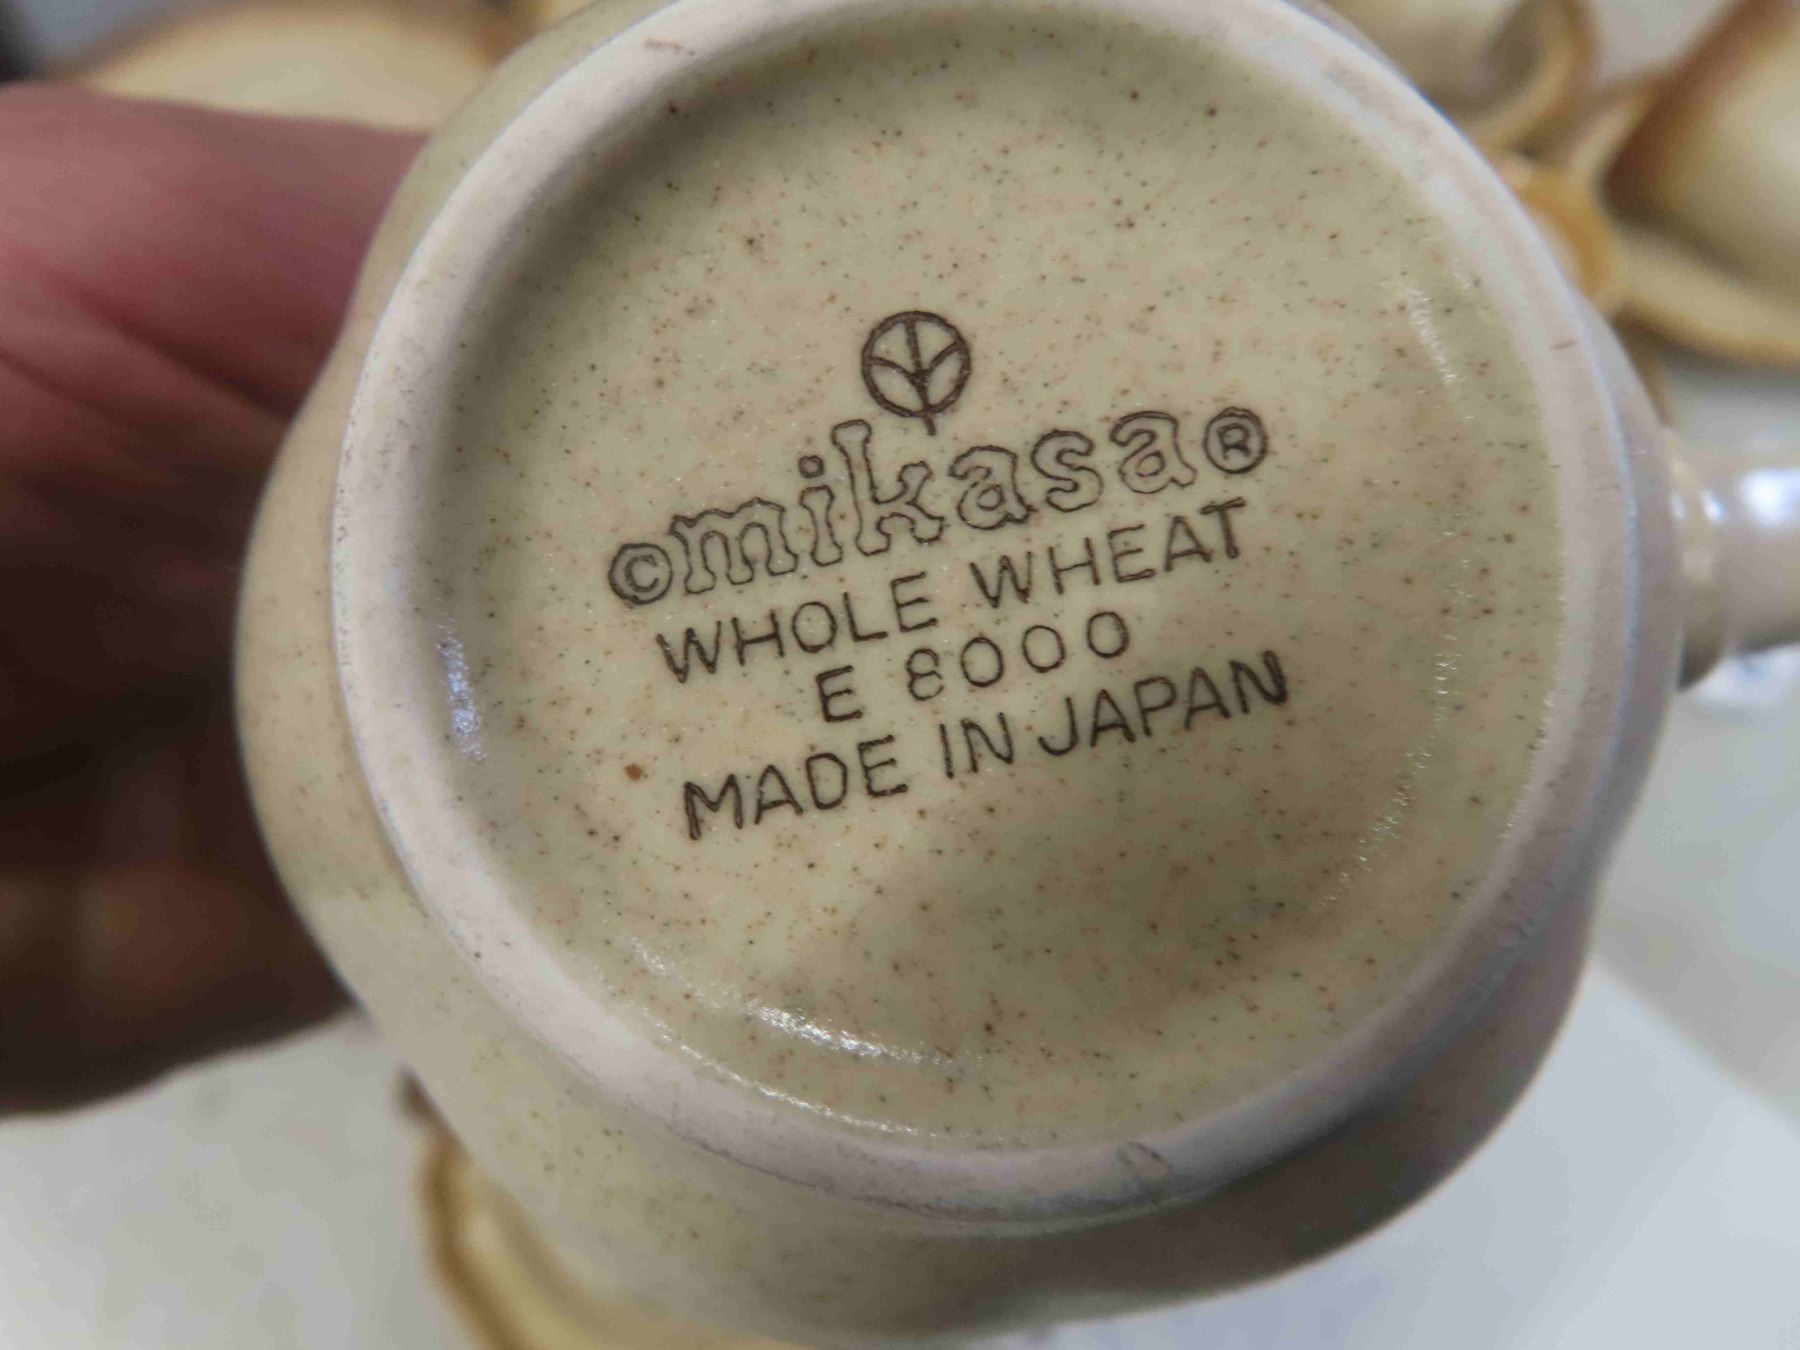 ©mikasa®
WHOLE WHEAT
E 8000
MADE IN JAPAN